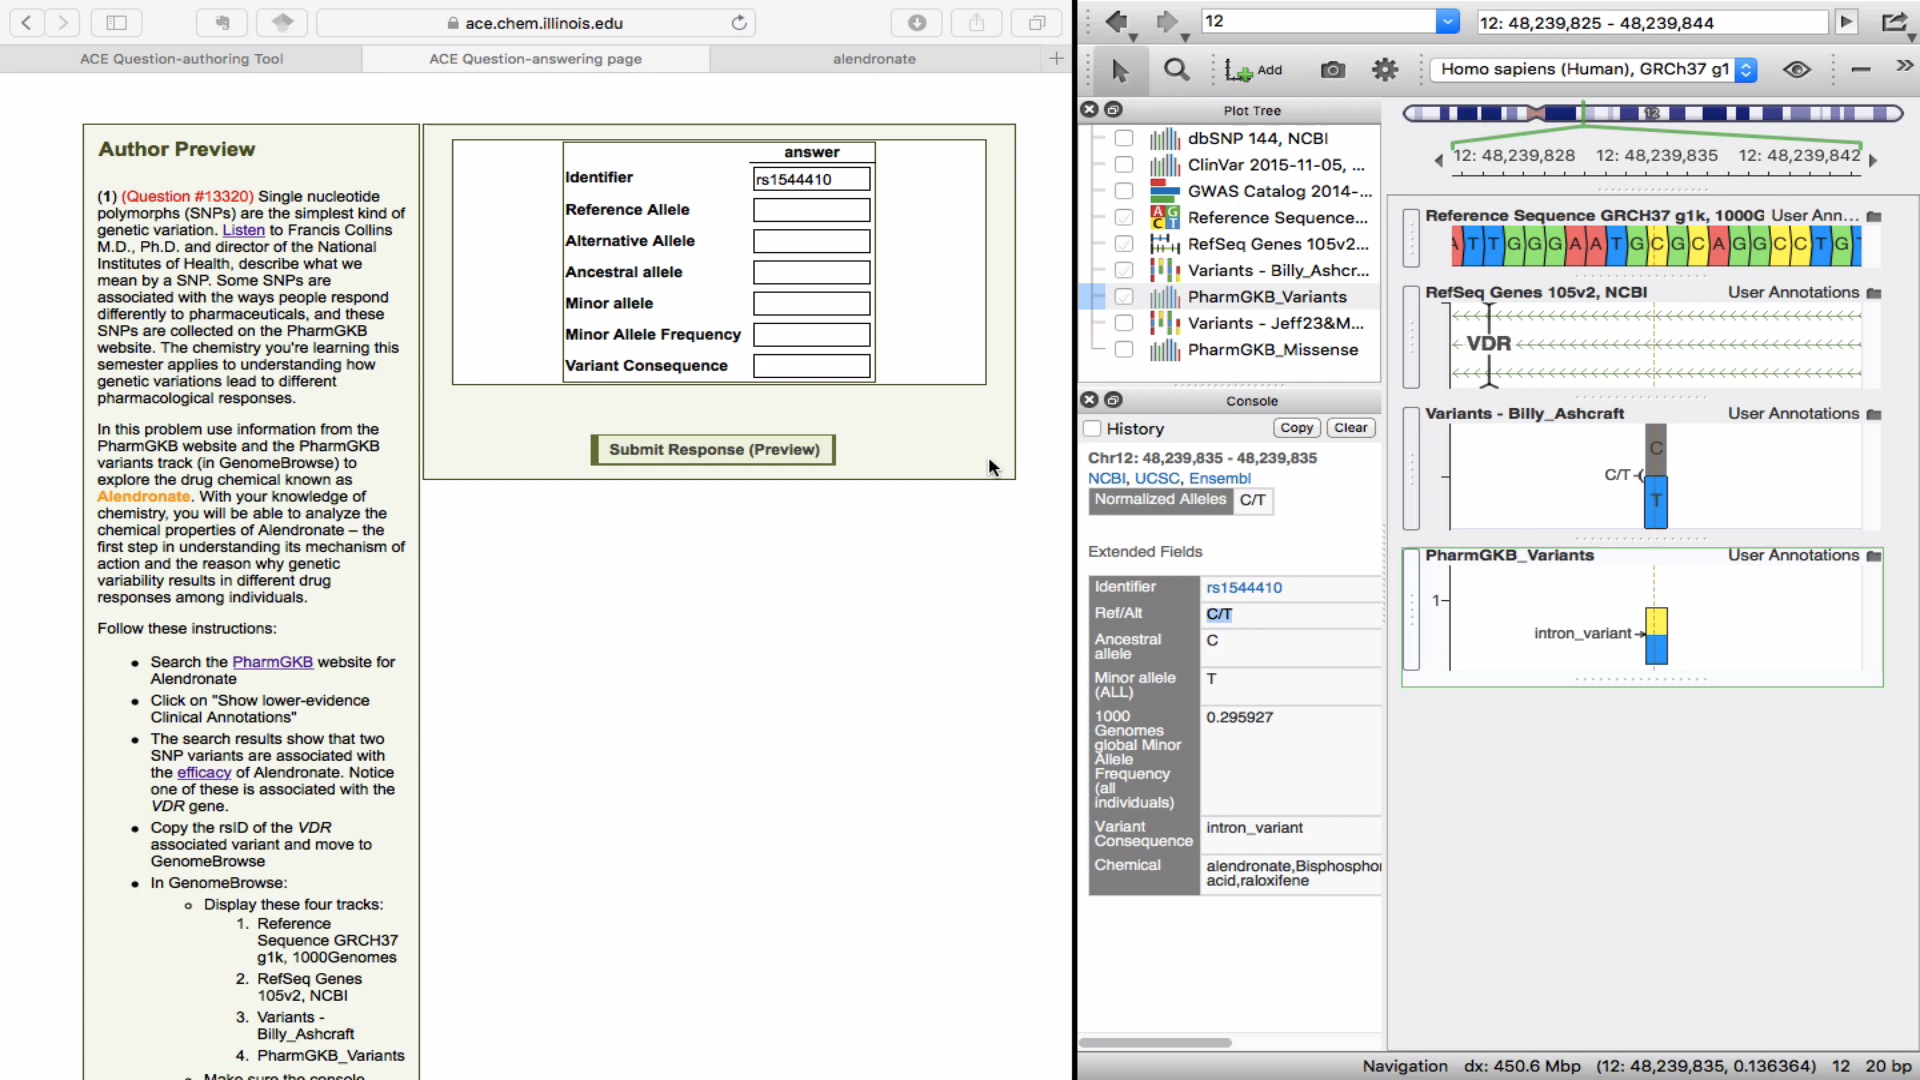 ace.chem.illinois.edu
ACE Question-authoring Tool
ACE Question-answering page
alendronate
Author Preview
(1) (Question #13320) Single nucleotide
polymorphs (SNPs) are the simplest kind of
genetic variation. Listen to Francis Collins
M.D., Ph.D. and director of the National
Institutes of Health, describe what we
mean by a SNP. Some SNPs are
associated with the ways people respond
differently to pharmaceuticals, and these
SNPs are collected on the PharmGKB
website. The chemistry you're learning this
semester applies to understanding how
genetic variations lead to different
pharmacological responses.
In this problem use information from the
PharmGKB website and the PharmGKB
variants track (in GenomeBrowse) to
explore the drug chemical known as
Alendronate. With your knowledge of
chemistry, you will be able to analyze the
chemical properties of Alendronate – the
first step in understanding its mechanism of
action and the reason why genetic
variability results in different drug
responses among individuals.
Follow these instructions:
Search the PharmGKB website for
Alendronate
Click on "Show lower-evidence
Clinical Annotations"
The search results show that two
SNP variants are associated with
the efficacy of Alendronate. Notice
one of these is associated with the
VDR gene.
Copy the rsID of the VDR
associated variant and move to
GenomeBrowse
In GenomeBrowse:
Display these four tracks:
1. Reference
Sequence GRCH37
g1k, 1000Genomes
2. RefSeq Genes
105v2, NCBI
3. Variants -
Billy_Ashcraft
4. PharmGKB_Variants
Make sure the console
answer
Identifier rs1544410
Reference Allele
Alternative Allele
Ancestral allele
Minor allele
Minor Allele Frequency
Variant Consequence
Submit Response (Preview)
12
12: 48,239,825 - 48,239,844
Add
Homo sapiens (Human), GRCh37 g1
Plot Tree
dbSNP 144, NCBI
ClinVar 2015-11-05, ...
GWAS Catalog 2014-...
Reference Sequence...
RefSeq Genes 105v2...
Variants - Billy_Ashcr...
PharmGKB_Variants
Variants - Jeff23&M...
PharmGKB_Missense
Console
History Copy Clear
Chr12: 48,239,835 - 48,239,835
NCBI, UCSC, Ensembl
Normalized Alleles C/T
Extended Fields
Identifier rs1544410
Ref/Alt C/T
Ancestral C
allele
Minor allele T
(ALL)
1000 0.295927
Genomes
global Minor
Allele
Frequency
(all
individuals)
Variant intron_variant
Consequence
Chemical alendronate,Bisphosphor
acid,raloxifene
12
12: 48,239,828 12: 48,239,835 12: 48,239,842
Reference Sequence GRCH37 g1k, 1000G User Ann...
A T T G G G A A T G C G C A G G C C T G
RefSeq Genes 105v2, NCBI User Annotations
VDR
Variants - Billy_Ashcraft User Annotations
C
C/T
T
PharmGKB_Variants User Annotations
1
intron_variant
Navigation dx: 450.6 Mbp (12: 48,239,835, 0.136364) 12 20 bp